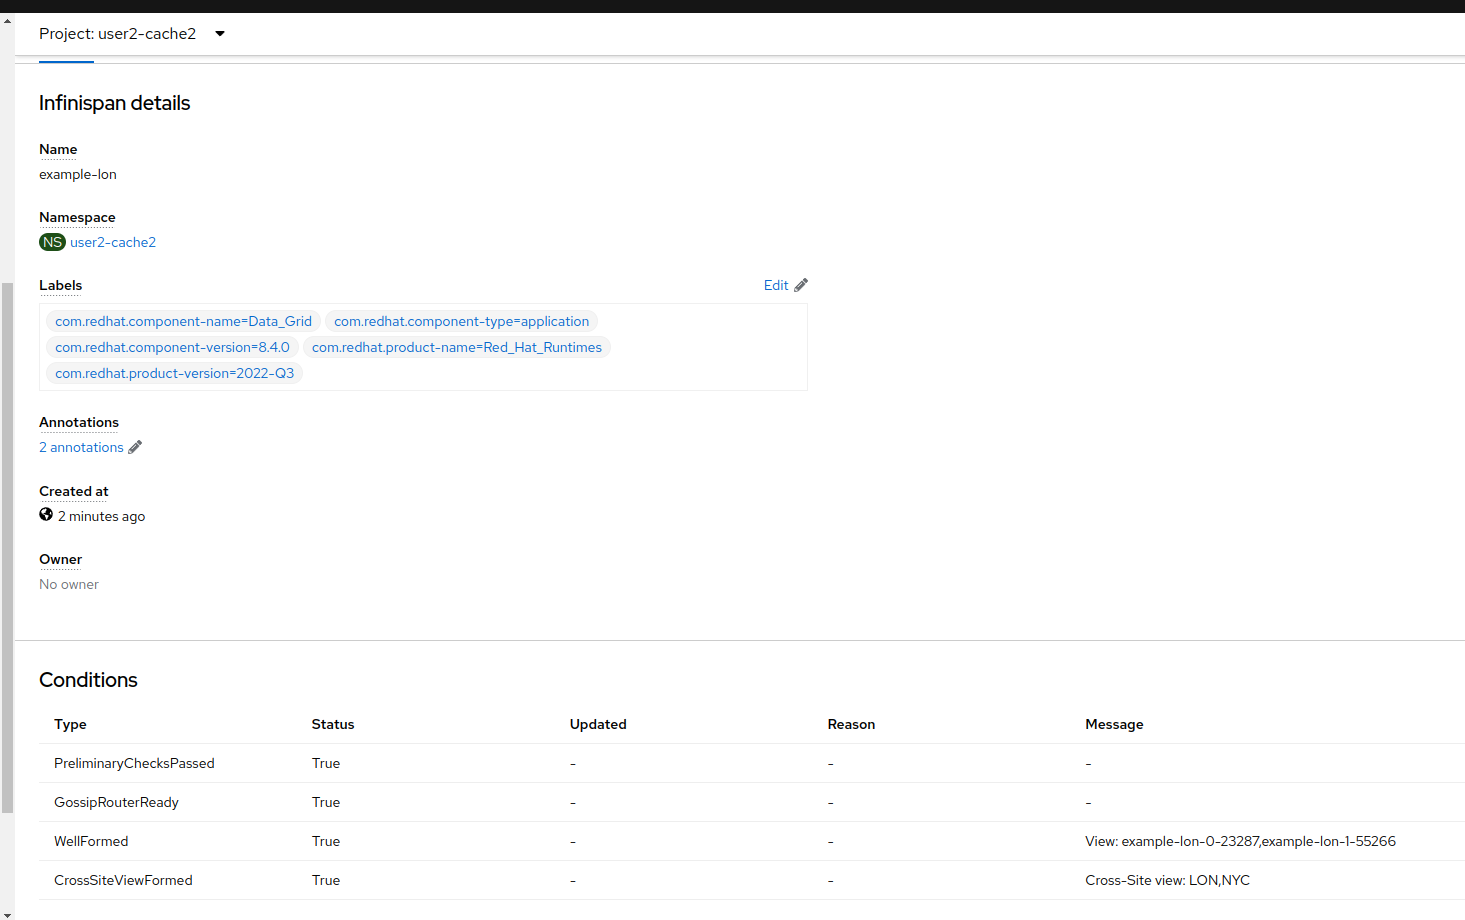 Project: user2-cache2
Infinispan details
Name
example-lon
Namespace
NS user2-cache2
Labels Edit
com.redhat.component-name=Data_Grid com.redhat.component-type=application
com.redhat.component-version=8.4.0 com.redhat.product-name=Red_Hat_Runtimes
com.redhat.product-version=2022-Q3
Annotations
2 annotations
Created at
2 minutes ago
Owner
No owner
Conditions
Type Status Updated Reason Message
PreliminaryChecksPassed True - - -
GossipRouterReady True - - -
WellFormed True - - View: example-lon-0-23287,example-lon-1-55266
CrossSiteViewFormed True - - Cross-Site view: LON,NYC